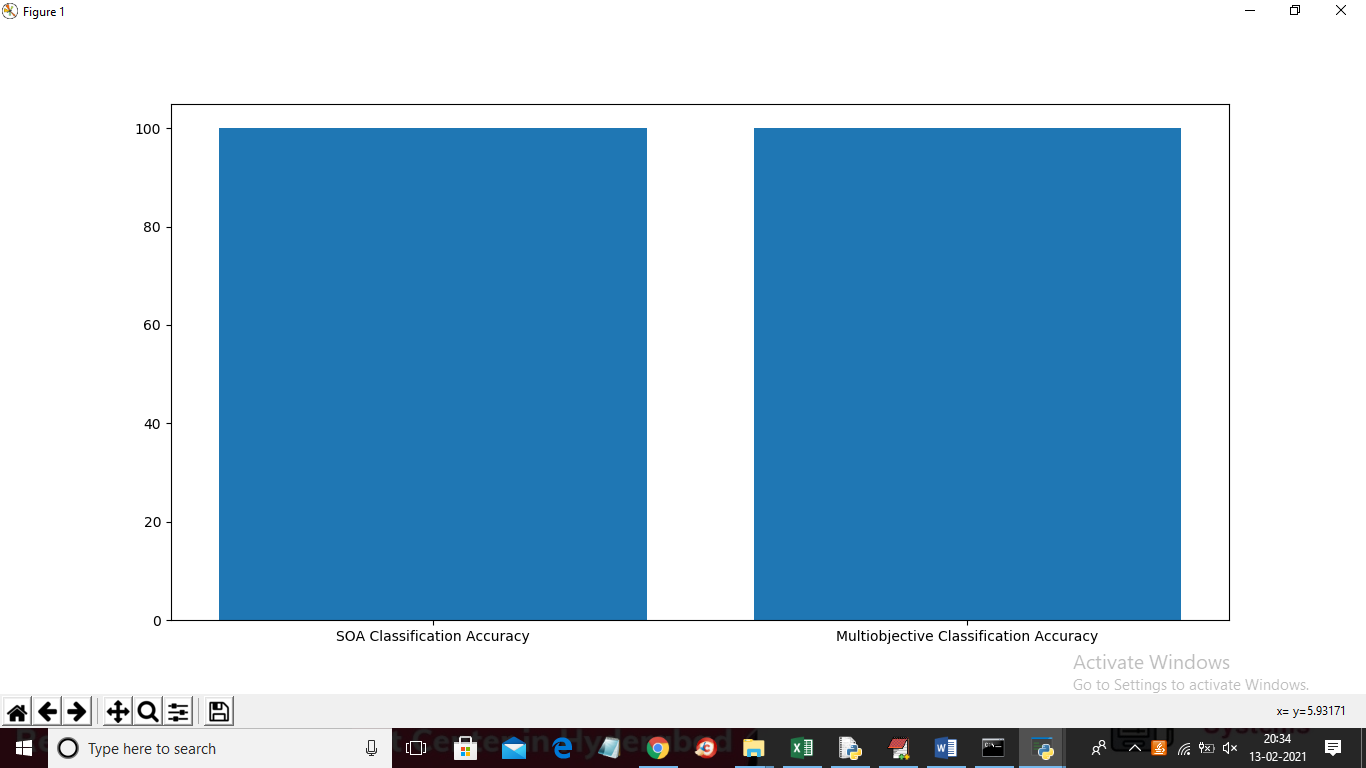 Figure 1
100
80
60
40
20
0
SOA Classification Accuracy
Multiobjective Classification Accuracy
Activate Windows
Go to Settings to activate Windows.
x= y=5.93171
Type here to search
20:34
13-02-2021